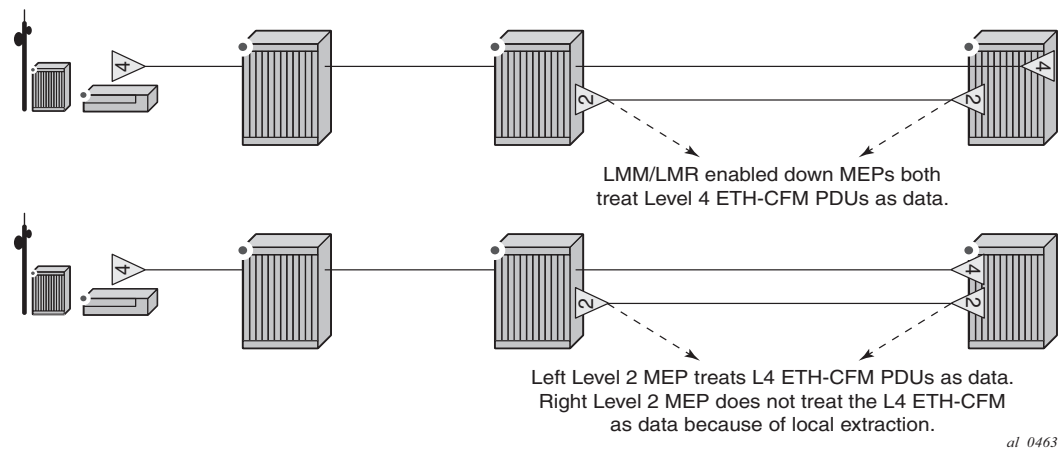 4
4
2
2
LMM/LMR enabled down MEPs both
treat Level 4 ETH-CFM PDUs as data.
4
4
2
2
Left Level 2 MEP treats L4 ETH-CFM PDUs as data.
Right Level 2 MEP does not treat the L4 ETH-CFM
as data because of local extraction.
al_0463